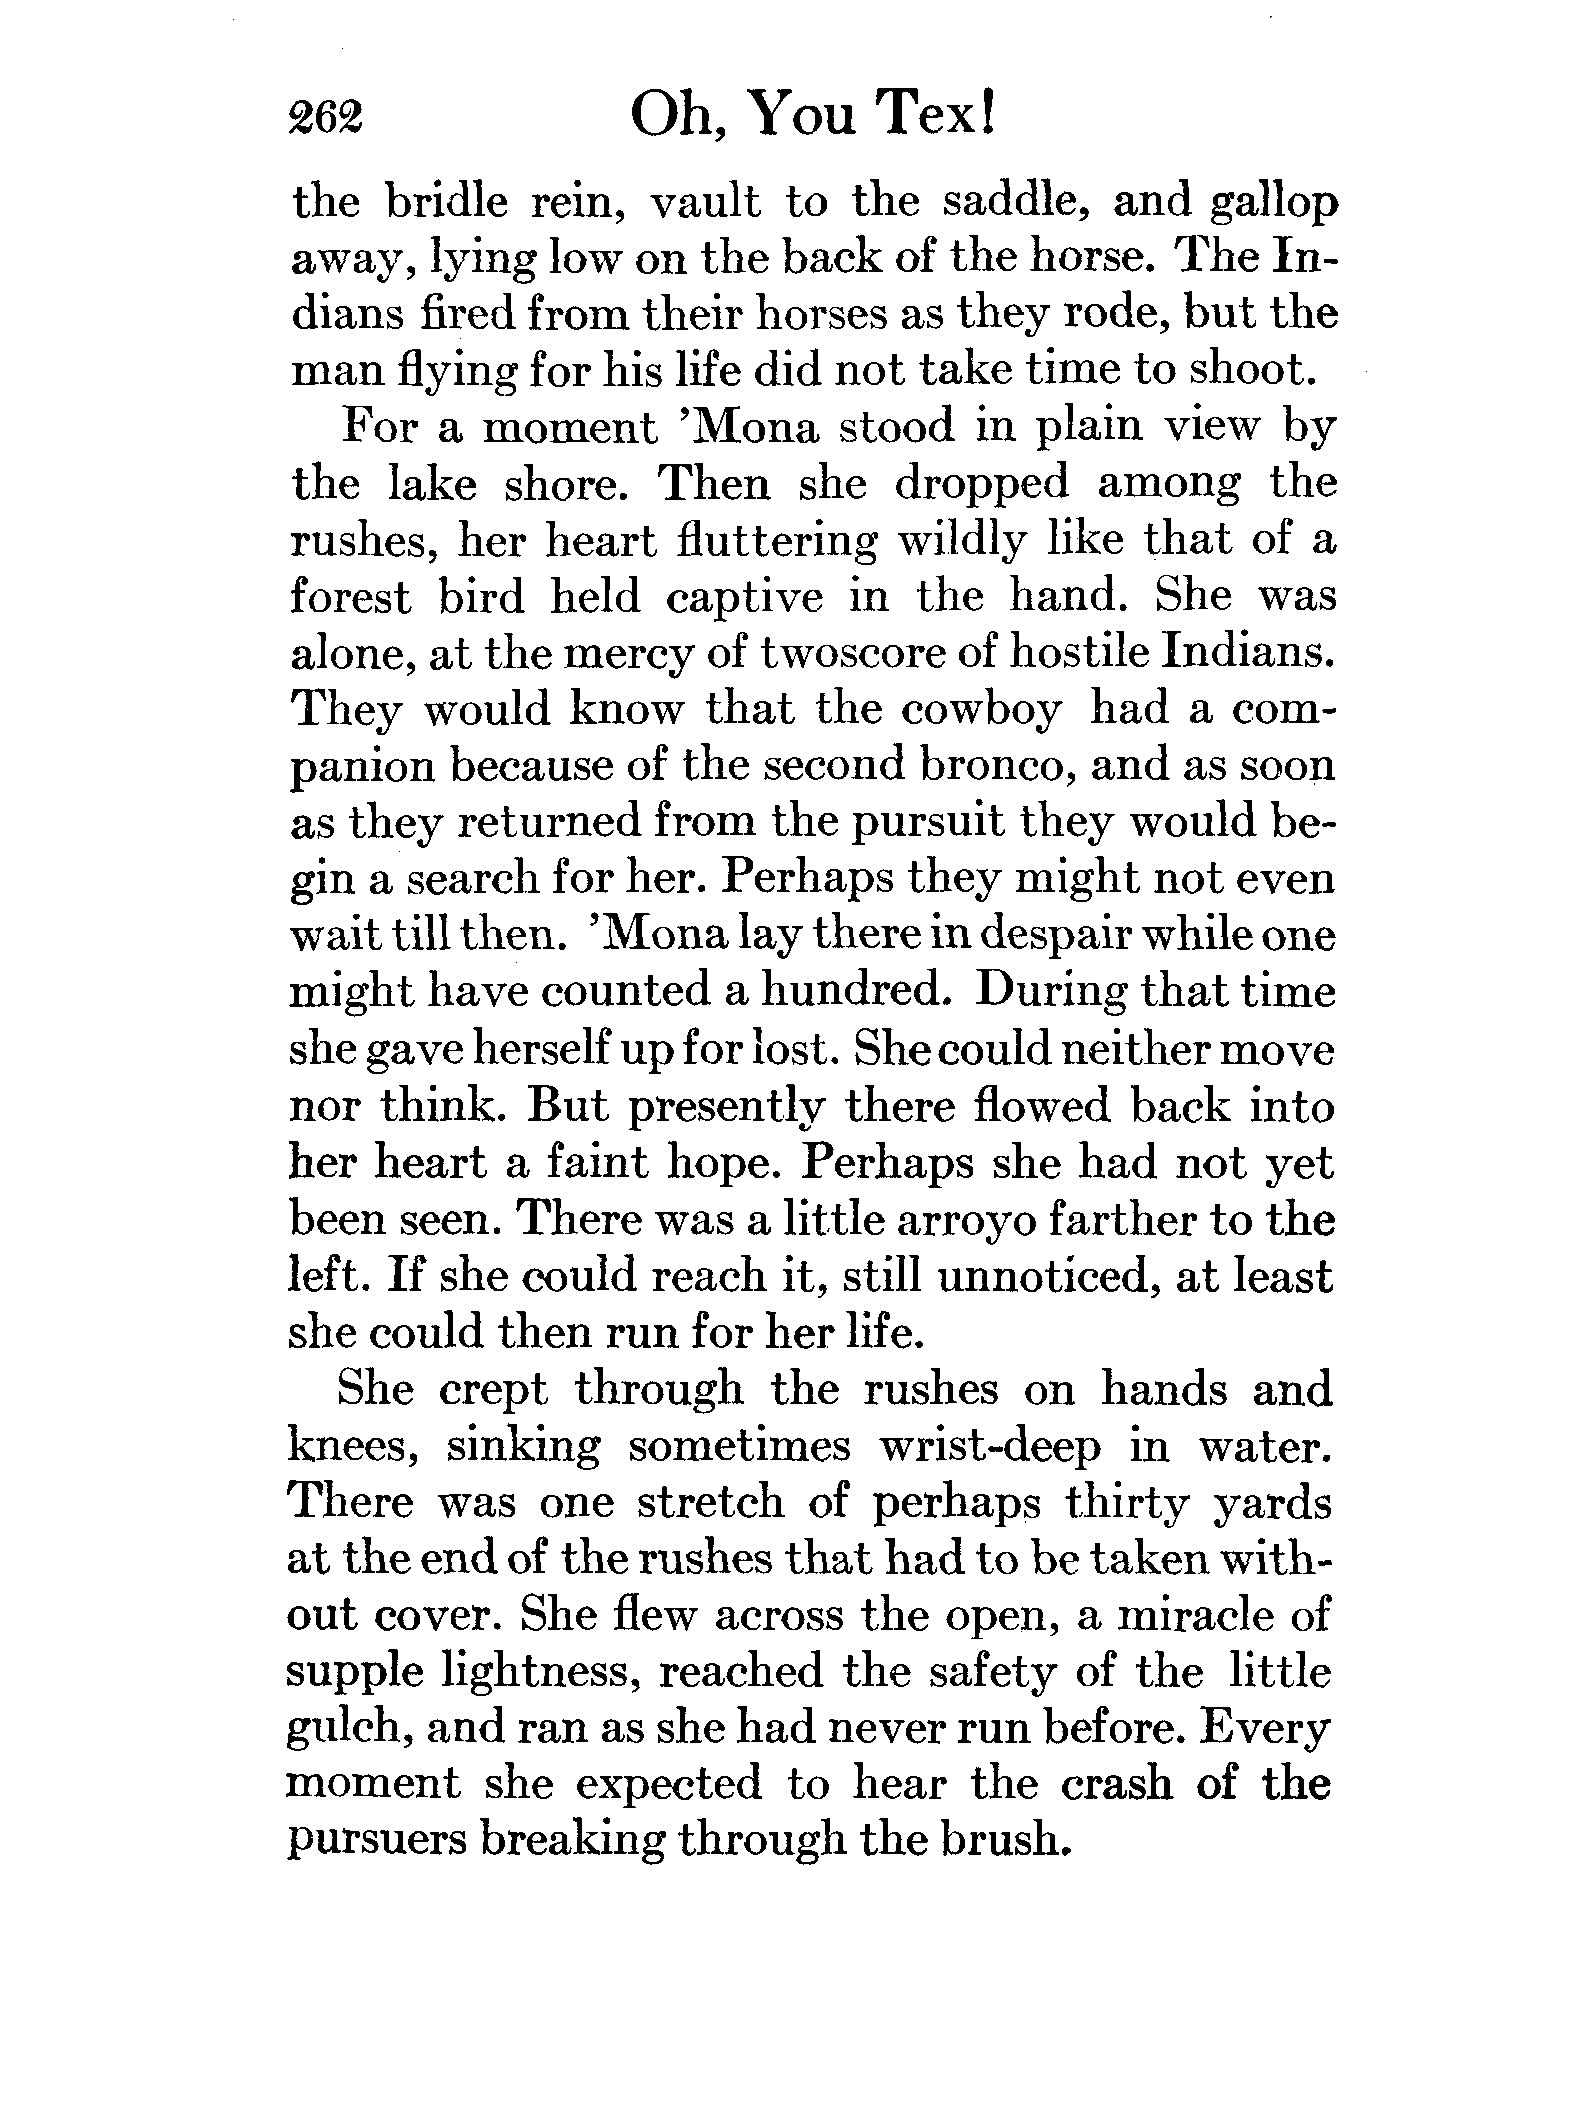 262 Oh, You Tex!
the bridle rein, vault to the saddle, and gallop
away, lying low on the back of the horse. The In-
dians fired from their horses as they rode, but the
man flying for his life did not take time to shoot.
For a moment ’Mona stood in plain view by
the lake shore. Then she dropped among the
rushes, her heart fluttering wildly like that of a
forest bird held captive in the hand. She was
alone, at the mercy of twoscore of hostile Indians.
They would know that the cowboy had a com-
panion because of the second bronco, and as soon
as they returned from the pursuit they would be-
gin a search for her. Perhaps they might not even
wait till then. ’Mona lay there in despair while one
might have counted a hundred. During that time
she gave herself up for lost. She could neither move
nor think. But presently there flowed back into
her heart a faint hope. Perhaps she had not yet
been seen. There was a little arroyo farther to the
left. If she could reach it, still unnoticed, at least
she could then run for her life.
She crept through the rushes on hands and
knees, sinking sometimes wrist-deep in water.
There was one stretch of perhaps thirty yards
at the end of the rushes that had to be taken with-
out cover. She flew across the open, a miracle of
supple lightness, reached the safety of the little
gulch, and ran as she had never run before. Every
moment she expected to hear the crash of the
pursuers breaking through the brush.